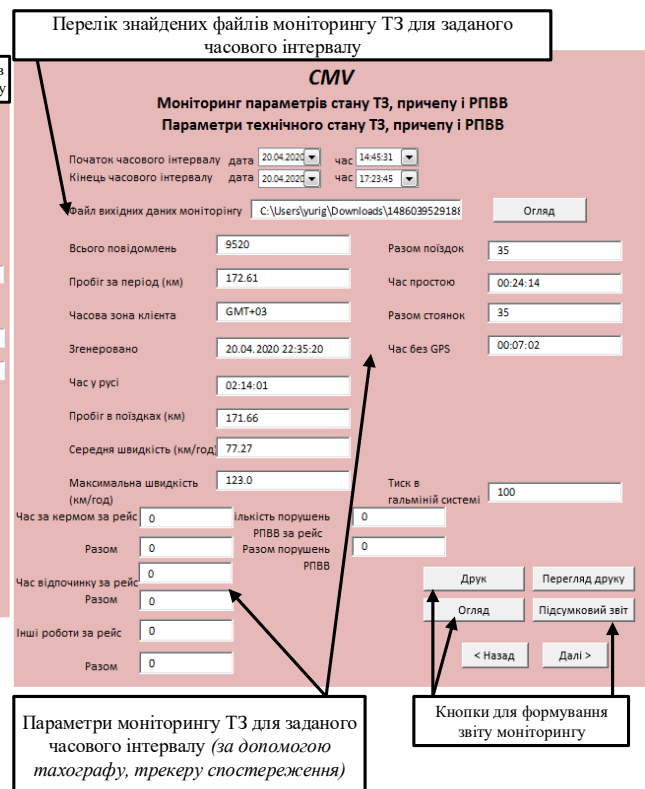 Перелік знайдених файлів моніторингу ТЗ для заданого
часового інтервалу
в
у
CMV
Моніторинг параметрів стану ТЗ, причепу і РПВВ
Параметри технічного стану ТЗ, причепу і РПВВ
Початок часового інтервалу дата 20.04.2020 час 14:45:31
Кінець часового інтервалу дата 20.04.2020 час 17:23:45
Файл вихідних даних моніторінгу C:\Users\yurig\Downloads\1486039529188 Огляд
Всього повідомлень 9520 Разом поїздок 35
Пробіг за період (км) 172.61 Час простою 00:24:14
Часова зона клієнта GMT+03 Разом стоянок 35
Згенеровано 20.04.2020 22:35:20 Час без GPS 00:07:02
Час у русі 02:14:01
Пробіг в поїздках (км) 171.66
Середня швидкість (км/год) 77.27
Максимальна швидкість 123.0 Тиск в
(км/год) гальміній системі 100
Час за кермом за рейс 0 ількість порушень 0
РПВВ за рейс
Разом 0 Разом порушень 0
РПВВ
Час відпочинку за рейс 0
Разом 0
Інші роботи за рейс 0
Разом 0
Друк Перегляд друку
Огляд Підсумковий звіт
< Назад Далі >
Параметри моніторингу ТЗ для заданого
часового інтервалу (за допомогою
тахографу, трекеру спостереження)
Кнопки для формування
звіту моніторингу